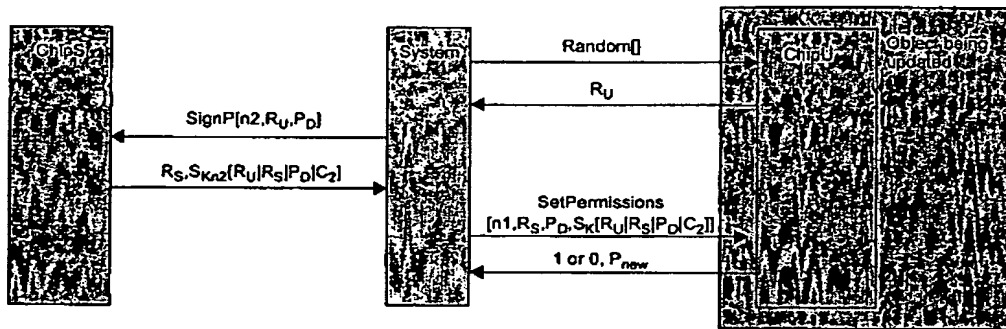 ChipS
System
ChipU
Object being
updated
Random[]
R_U
SignP[n2,R_U,P_D]
R_S,S_Kn2[R_U|R_S|P_D|C_2]
SetPermissions
[n1,R_S,P_D,S_K[R_U|R_S|P_D|C_2]]
1 or 0, P_new